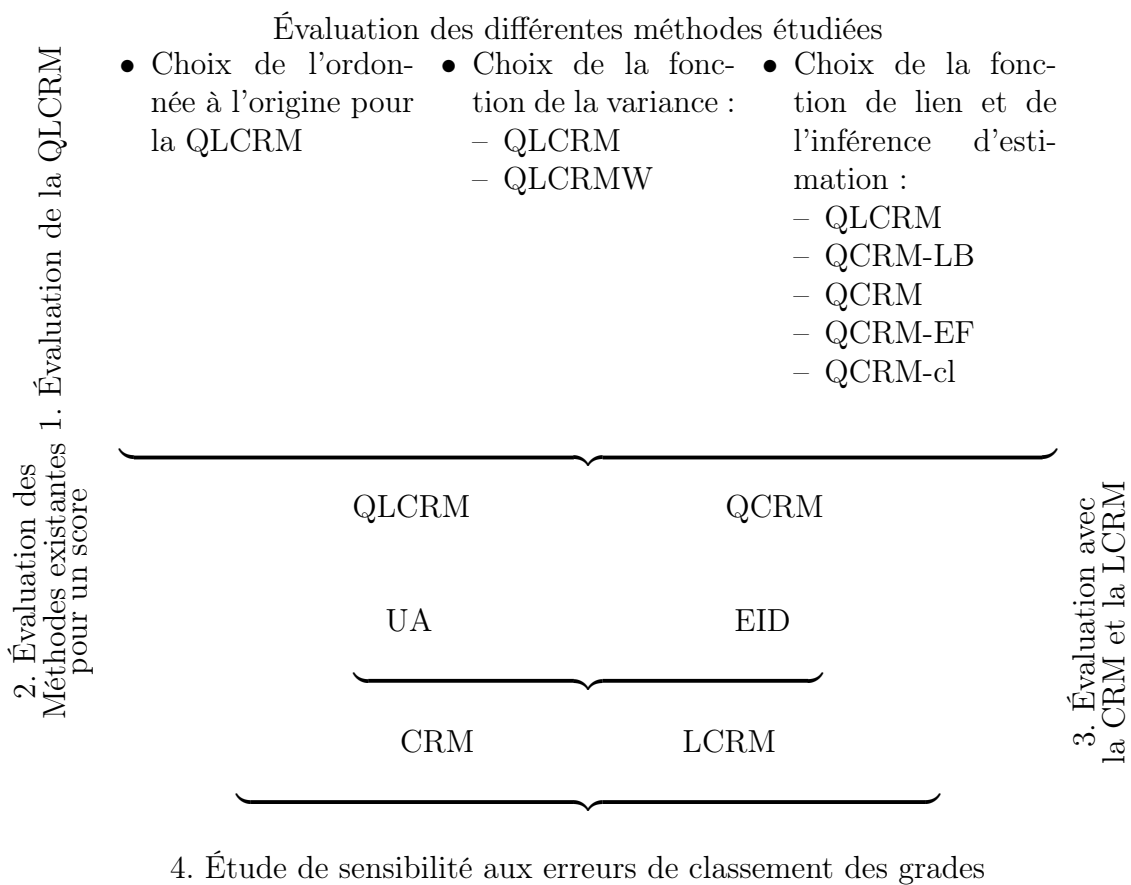 Évaluation des différentes méthodes étudiées
1. Évaluation de la QLCRM
• Choix de l'ordon-
née à l'origine pour
la QLCRM
• Choix de la fonc-
tion de la variance :
– QLCRM
– QLCRMW
• Choix de la fonc-
tion de lien et de
l'inférence d'esti-
mation :
– QLCRM
– QCRM-LB
– QCRM
– QCRM-EF
– QCRM-cl
2. Évaluation des
Méthodes existantes
pour un score
QLCRM QCRM
UA EID
3. Évaluation avec
la CRM et la LCRM
CRM LCRM
4. Étude de sensibilité aux erreurs de classement des grades